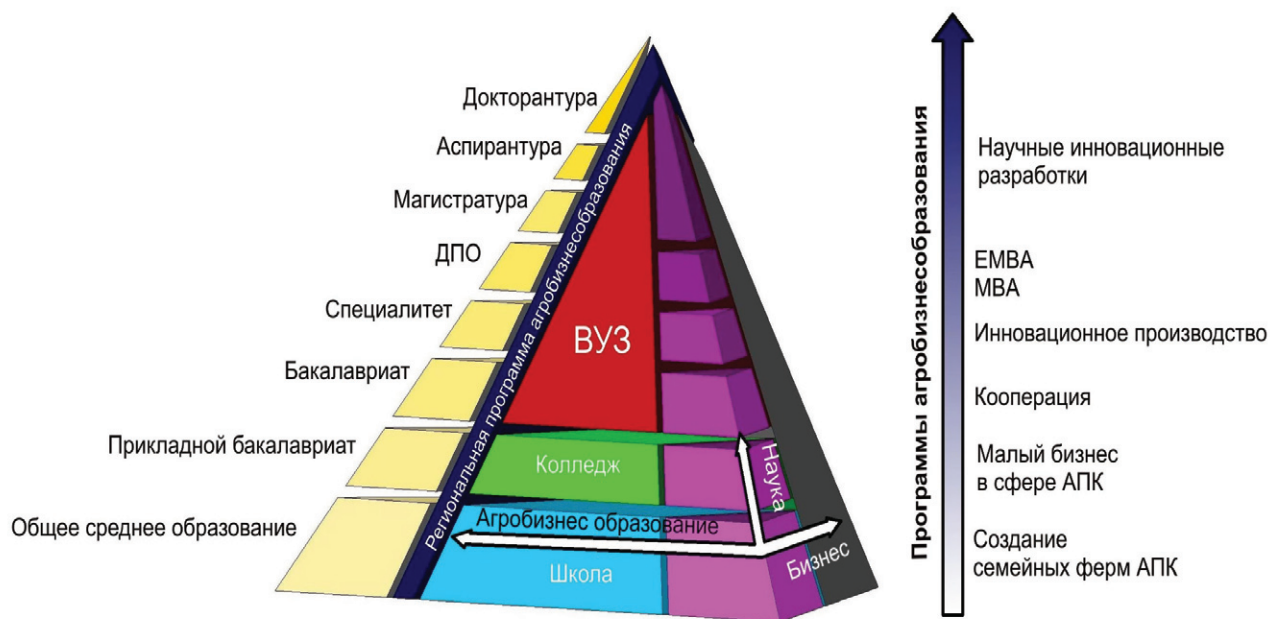 Докторантура
Аспирантура
Магистратура
ДПО
Специалитет
Бакалавриат
Прикладной бакалавриат
Общее среднее образование
Региональная программа агробизнесобразования
ВУЗ
Колледж
Агробизнес образование
Школа
Наука
Бизнес
Программы агробизнесобразования
Научные инновационные
разработки
EMBA
MBA
Инновационное производство
Кооперация
Малый бизнес
в сфере АПК
Создание
семейных ферм АПК